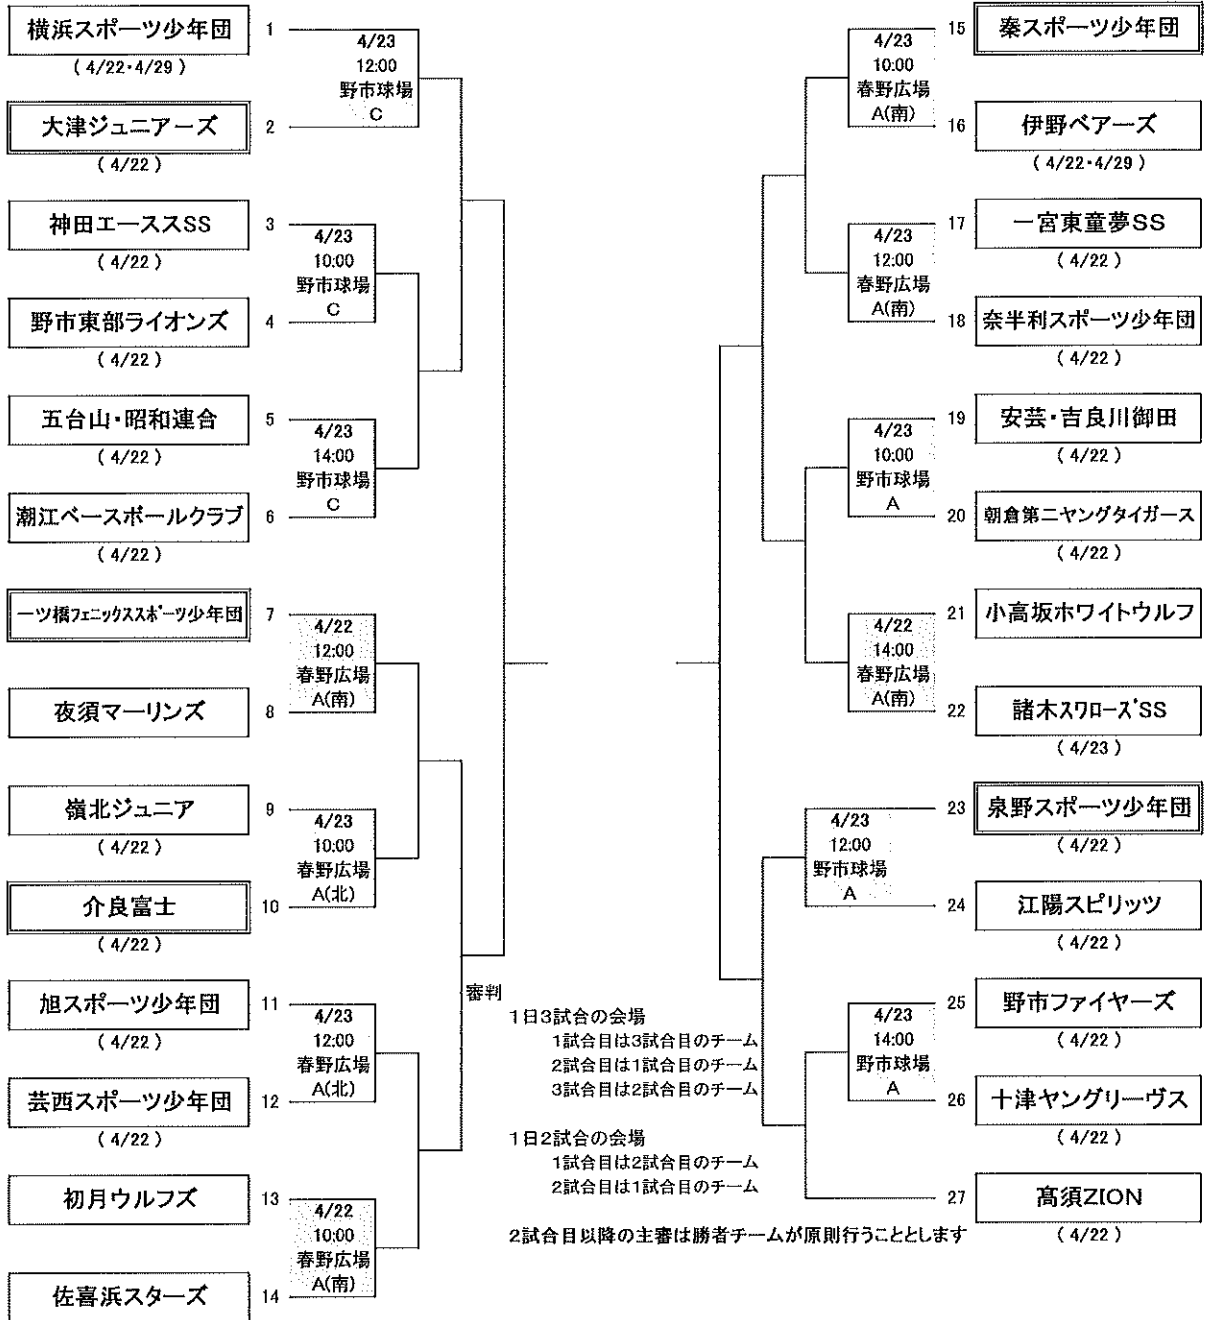 横浜スポーツ少年団 1
(4/22・4/29)
4/23
12:00
野市球場
C
大津ジュニアーズ 2
(4/22)
神田エーススSS 3
(4/22)
4/23
10:00
野市球場
C
野市東部ライオンズ 4
(4/22)
五台山・昭和連合 5
(4/22)
4/23
14:00
野市球場
C
潮江ベースボールクラブ 6
(4/22)
一ツ橋フェニックススポーツ少年団 7
4/22
12:00
春野広場
A(南)
夜須マーリンズ 8
嶺北ジュニア 9
(4/22)
4/23
10:00
春野広場
A(北)
介良富士 10
(4/22)
旭スポーツ少年団 11
(4/22)
4/23
12:00
春野広場
A(北)
芸西スポーツ少年団 12
(4/22)
初月ウルフズ 13
4/22
10:00
春野広場
A(南)
佐喜浜スターズ 14
15 秦スポーツ少年団
4/23
10:00
春野広場
A(南)
16 伊野ベアーズ
(4/22・4/29)
17 一宮東童夢SS
(4/22)
4/23
12:00
春野広場
A(南)
18 奈半利スポーツ少年団
(4/22)
19 安芸・吉良川御田
(4/22)
4/23
10:00
野市球場
A
20 朝倉第二ヤングタイガース
(4/22)
21 小高坂ホワイトウルフ
4/22
14:00
春野広場
A(南)
22 諸木スワローズSS
(4/23)
23 泉野スポーツ少年団
(4/22)
4/23
12:00
野市球場
A
24 江陽スピリッツ
(4/22)
25 野市ファイヤーズ
(4/22)
4/23
14:00
野市球場
A
26 十津ヤングリーヴス
(4/22)
27 高須ZION
(4/22)
審判
1日3試合の会場
1試合目は3試合目のチーム
2試合目は1試合目のチーム
3試合目は2試合目のチーム
1日2試合の会場
1試合目は2試合目のチーム
2試合目は1試合目のチーム
2試合目以降の主審は勝者チームが原則行うこととします